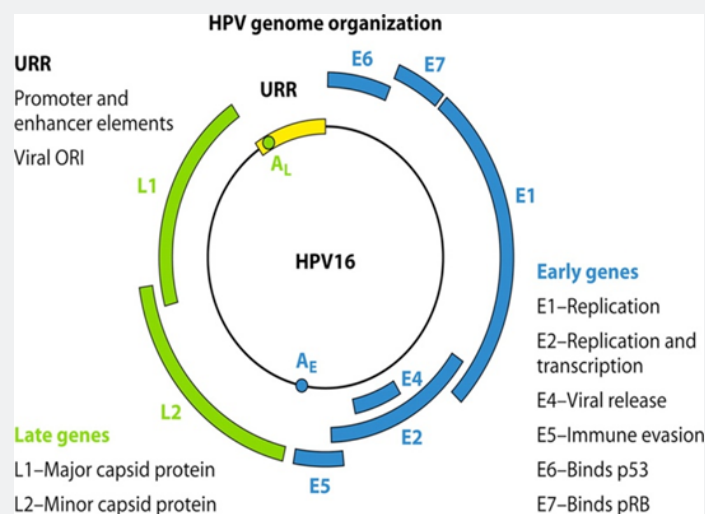 HPV genome organization
URR
Promoter and
enhancer elements
Viral ORI
URR
E6
E7
A_L
L1
E1
HPV16
A_E
E4
L2
E2
E5
Early genes
E1–Replication
E2–Replication and
transcription
E4–Viral release
E5–Immune evasion
E6–Binds p53
E7–Binds pRB
Late genes
L1–Major capsid protein
L2–Minor capsid protein